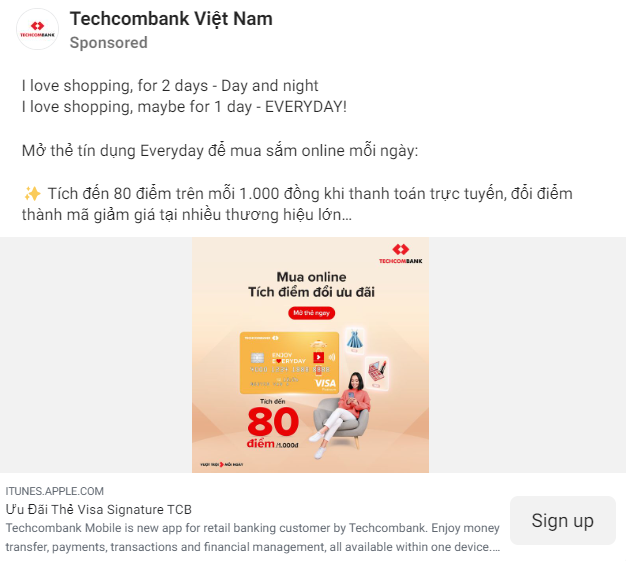 TECHCOMBANK
Techcombank Việt Nam
Sponsored
I love shopping, for 2 days - Day and night
I love shopping, maybe for 1 day - EVERYDAY!
Mở thẻ tín dụng Everyday để mua sắm online mỗi ngày:
✨ Tích đến 80 điểm trên mỗi 1.000 đồng khi thanh toán trực tuyến, đổi điểm
thành mã giảm giá tại nhiều thương hiệu lớn...
TECHCOMBANK
Mua online
Tích điểm đổi ưu đãi
Mở thẻ ngay
TECHCOMBANK
ENJOY
EVERYDAY
VISA
Tích đến
80
điểm/1.000đ
VƯỢT TRỘI MỖI NGÀY
ITUNES.APPLE.COM
Ưu Đãi Thẻ Visa Signature TCB
Techcombank Mobile is new app for retail banking customer by Techcombank. Enjoy money
transfer, payments, transactions and financial management, all available within one device....
Sign up